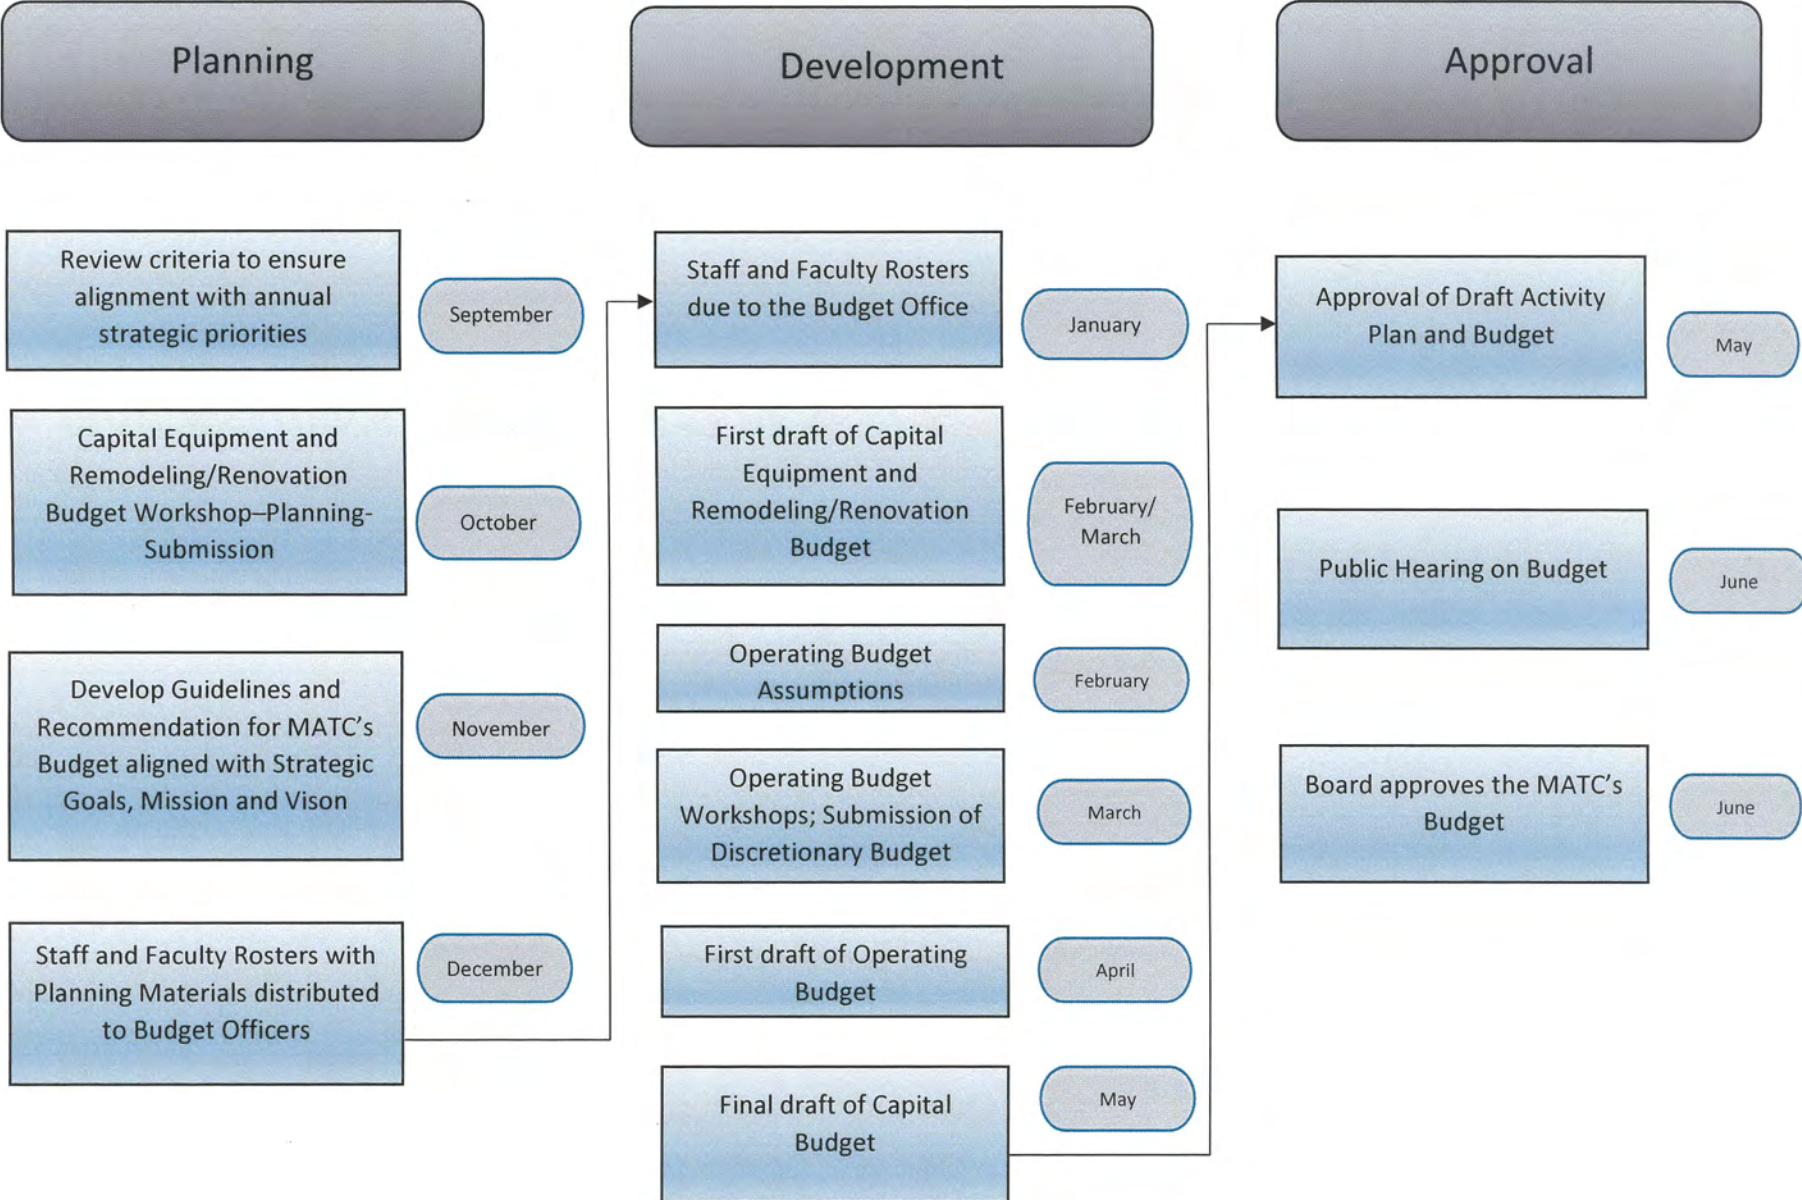 Planning
Review criteria to ensure
alignment with annual
strategic priorities
September
Capital Equipment and
Remodeling/Renovation
Budget Workshop–Planning-
Submission
October
Develop Guidelines and
Recommendation for MATC's
Budget aligned with Strategic
Goals, Mission and Vison
November
Staff and Faculty Rosters with
Planning Materials distributed
to Budget Officers
December
Development
Staff and Faculty Rosters
due to the Budget Office
January
First draft of Capital
Equipment and
Remodeling/Renovation
Budget
February/
March
Operating Budget
Assumptions
February
Operating Budget
Workshops; Submission of
Discretionary Budget
March
First draft of Operating
Budget
April
Final draft of Capital
Budget
May
Approval
Approval of Draft Activity
Plan and Budget
May
Public Hearing on Budget
June
Board approves the MATC's
Budget
June